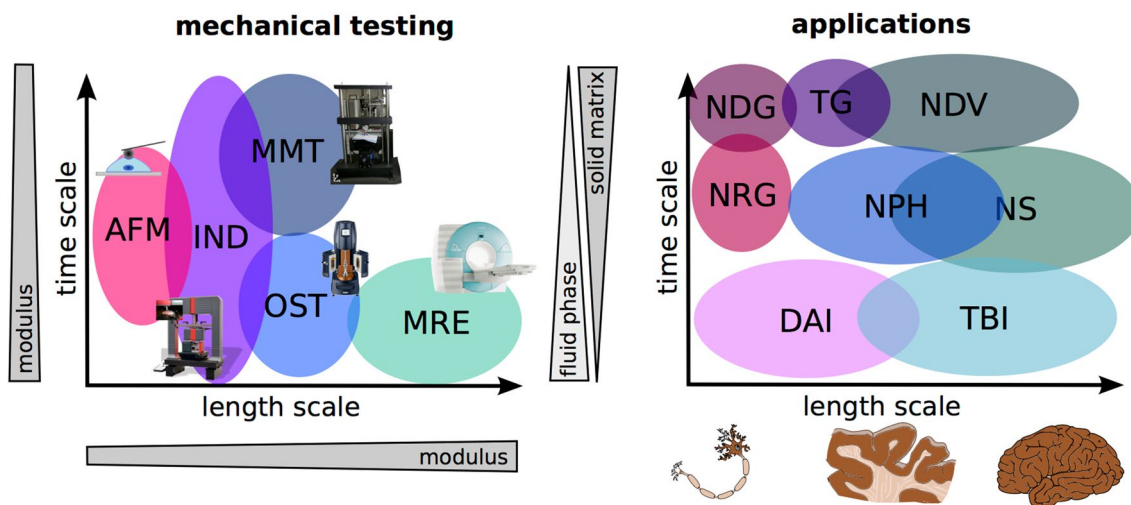 mechanical testing
modulus
time scale
AFM
IND
MMT
OST
MRE
length scale
modulus
applications
fluid phase
solid matrix
time scale
NDG
TG
NDV
NRG
NPH
NS
DAI
TBI
length scale